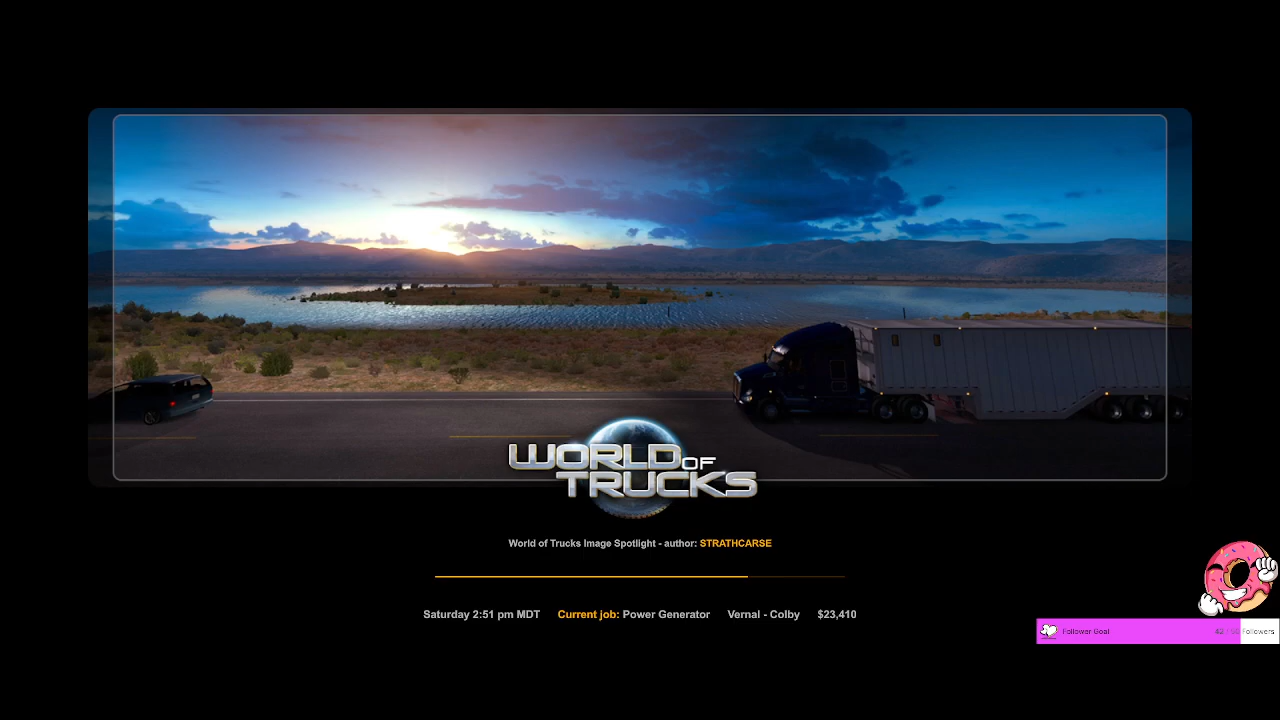 WORLD OF
TRUCKS
World of Trucks Image Spotlight - author: STRATHCARSE
Saturday 2:51 pm MDT Current job: Power Generator Vernal - Colby $23,410
Follower Goal
Followers